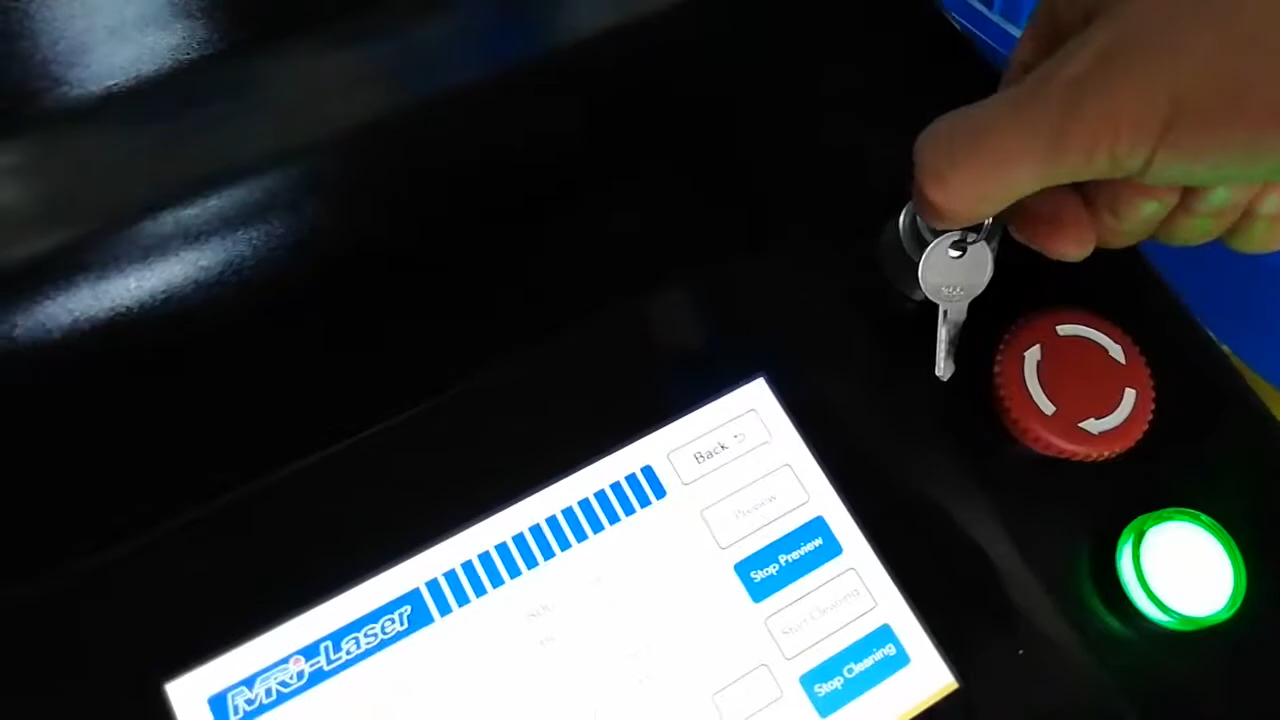 Back
Preview
Stop Preview
Start Cleaning
Stop Cleaning
MRJ-Laser